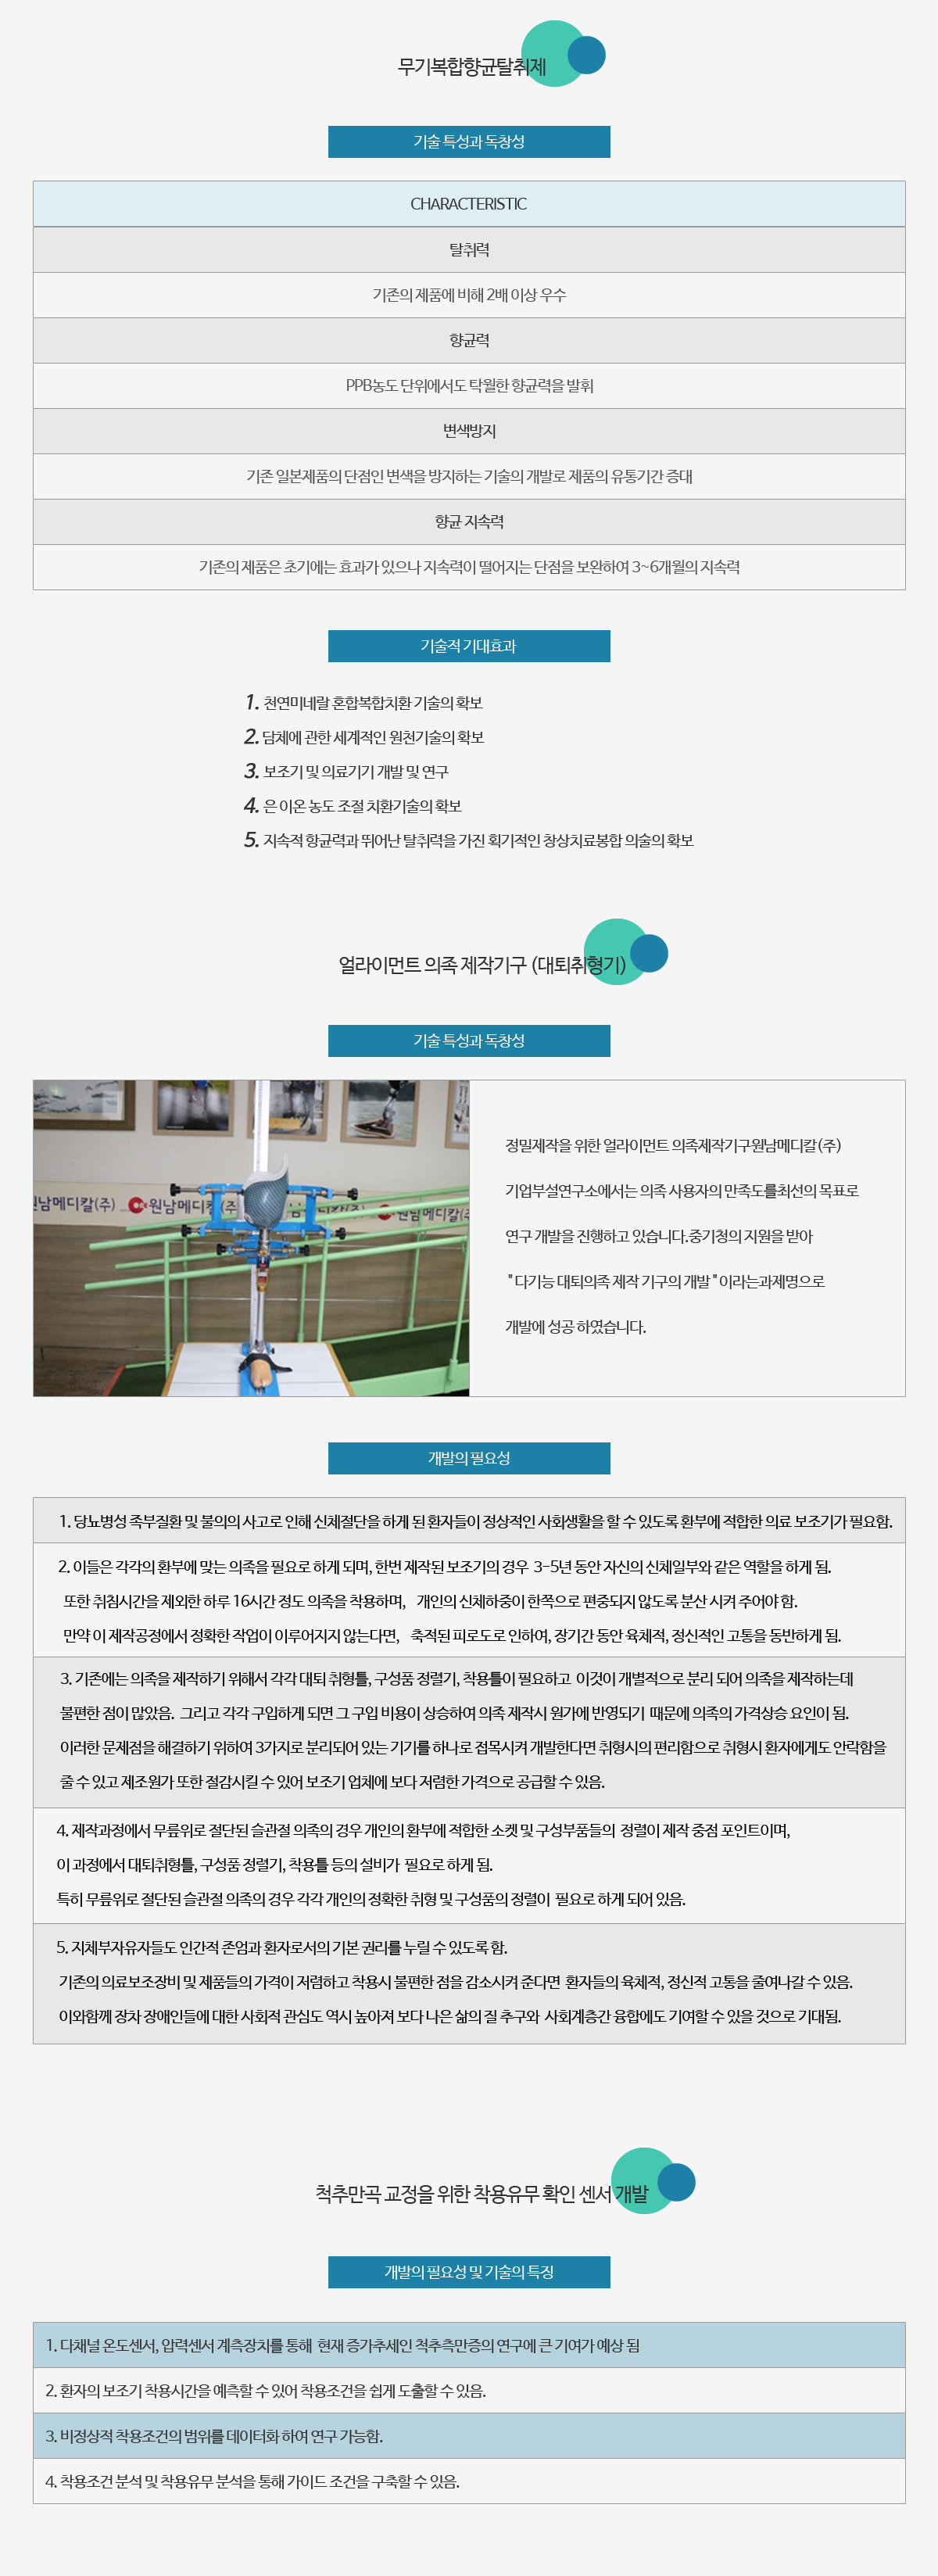 무기복합향균탈취제
기술 특성과 독창성
CHARACTERISTIC
탈취력
기존의 제품에 비해 2배 이상 우수
향균력
PPB농도 단위에서도 탁월한 향균력을 발휘
변색방지
기존 일본제품의 단점인 변색을 방지하는 기술의 개발로 제품의 유통기간 증대
향균 지속력
기존의 제품은 초기에는 효과가 있으나 지속력이 떨어지는 단점을 보완하여 3~6개월의 지속력
기술적 기대효과
1. 천연미네랄 혼합복합치환 기술의 확보
2. 담체에 관한 세계적인 원천기술의 확보
3. 보조기 및 의료기기 개발 및 연구
4. 은 이온 농도 조절 치환기술의 확보
5. 지속적 향균력과 뛰어난 탈취력을 가진 획기적인 창상치료봉합 의술의 확보
얼라이먼트 의족 제작기구 (대퇴취형기)
기술 특성과 독창성
원남메디칼(주)
원남메디칼(주)
원남메디칼(주
정밀제작을 위한 얼라이먼트 의족제작기구원남메디칼(주)
기업부설연구소에서는 의족 사용자의 만족도를최선의 목표로
연구 개발을 진행하고 있습니다.중기청의 지원을 받아
"다기능 대퇴의족 제작 기구의 개발"이라는과제명으로
개발에 성공 하였습니다.
개발의 필요성
1. 당뇨병성 족부질환 및 불의의 사고로 인해 신체절단을 하게 된 환자들이 정상적인 사회생활을 할 수 있도록 환부에 적합한 의료 보조기가 필요함.
2. 이들은 각각의 환부에 맞는 의족을 필요로 하게 되며, 한번 제작된 보조기의 경우 3-5년 동안 자신의 신체일부와 같은 역할을 하게 됨.
또한 취침시간을 제외한 하루 16시간 정도 의족을 착용하며, 개인의 신체하중이 한쪽으로 편중되지 않도록 분산 시켜 주어야 함.
만약 이 제작공정에서 정확한 작업이 이루어지지 않는다면, 축적된 피로도로 인하여, 장기간 동안 육체적, 정신적인 고통을 동반하게 됨.
3. 기존에는 의족을 제작하기 위해서 각각 대퇴 취형틀, 구성품 정렬기, 착용틀이 필요하고 이것이 개별적으로 분리 되어 의족을 제작하는데
불편한 점이 많았음. 그리고 각각 구입하게 되면 그 구입 비용이 상승하여 의족 제작시 원가에 반영되기 때문에 의족의 가격상승 요인이 됨.
이러한 문제점을 해결하기 위하여 3가지로 분리되어 있는 기기를 하나로 접목시켜 개발한다면 취형시의 편리함으로 취형시 환자에게도 안락함을
줄 수 있고 제조원가 또한 절감시킬 수 있어 보조기 업체에 보다 저렴한 가격으로 공급할 수 있음.
4. 제작과정에서 무릎위로 절단된 슬관절 의족의 경우 개인의 환부에 적합한 소켓 및 구성부품들의 정렬이 제작 중점 포인트이며,
이 과정에서 대퇴취형틀, 구성품 정렬기, 착용틀 등의 설비가 필요로 하게 됨.
특히 무릎위로 절단된 슬관절 의족의 경우 각각 개인의 정확한 취형 및 구성품의 정렬이 필요로 하게 되어 있음.
5. 지체부자유자들도 인간적 존엄과 환자로서의 기본 권리를 누릴 수 있도록 함.
기존의 의료보조장비 및 제품들의 가격이 저렴하고 착용시 불편한 점을 감소시켜 준다면 환자들의 육체적, 정신적 고통을 줄여나갈 수 있음.
이와함께 장차 장애인들에 대한 사회적 관심도 역시 높아져 보다 나은 삶의 질 추구와 사회계층간 융합에도 기여할 수 있을 것으로 기대됨.
척추만곡 교정을 위한 착용유무 확인 센서 개발
개발의 필요성 및 기술의 특징
1. 다채널 온도센서, 압력센서 계측장치를 통해 현재 증가추세인 척추측만증의 연구에 큰 기여가 예상 됨
2. 환자의 보조기 착용시간을 예측할 수 있어 착용조건을 쉽게 도출할 수 있음.
3. 비정상적 착용조건의 범위를 데이터화 하여 연구 가능함.
4. 착용조건 분석 및 착용유무 분석을 통해 가이드 조건을 구축할 수 있음.